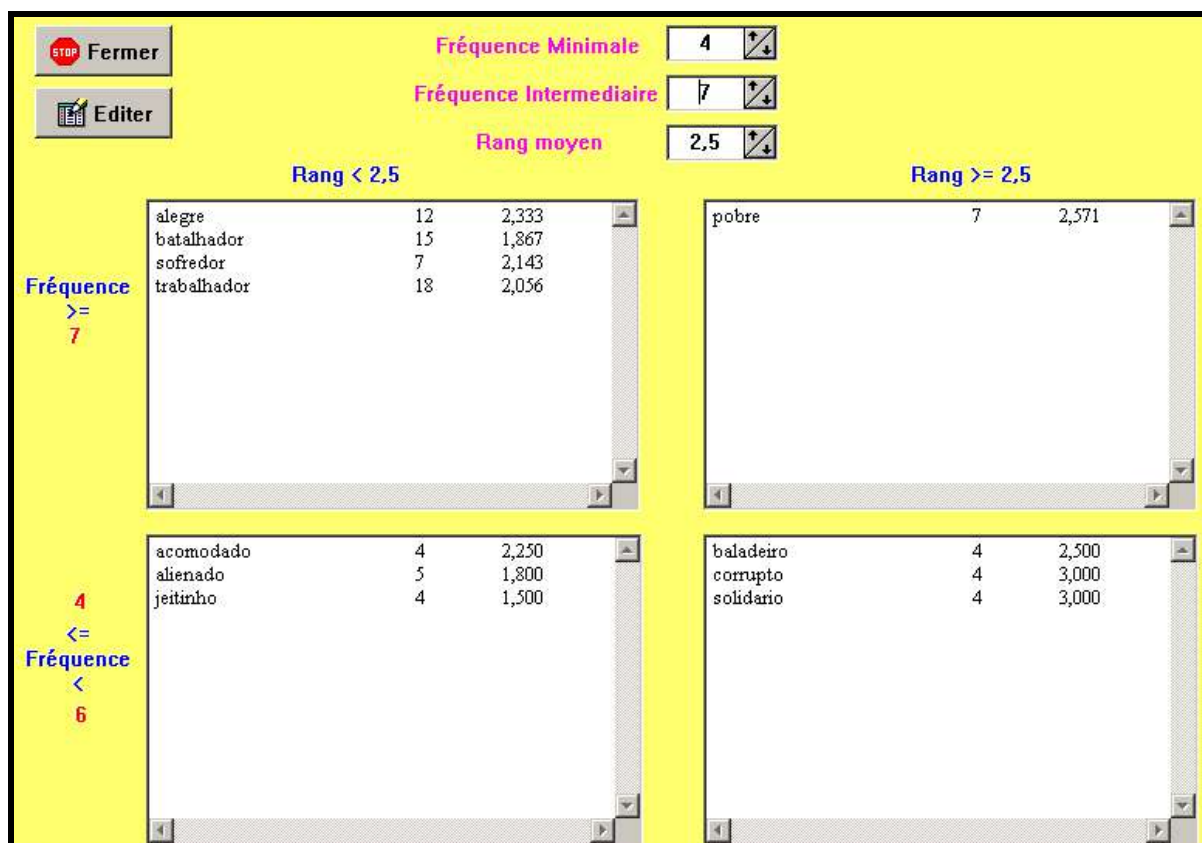 STOP Fermer
Editer
Fréquence Minimale 4
Fréquence Intermediaire 7
Rang moyen 2,5
Rang < 2,5
Rang >= 2,5
Fréquence
>=
7
alegre 12 2,333
batalhador 15 1,867
sofredor 7 2,143
trabalhador 18 2,056
pobre 7 2,571
4
<=
Fréquence
<
6
acomodado 4 2,250
alienado 5 1,800
jeitinho 4 1,500
baladeiro 4 2,500
corrupto 4 3,000
solidario 4 3,000